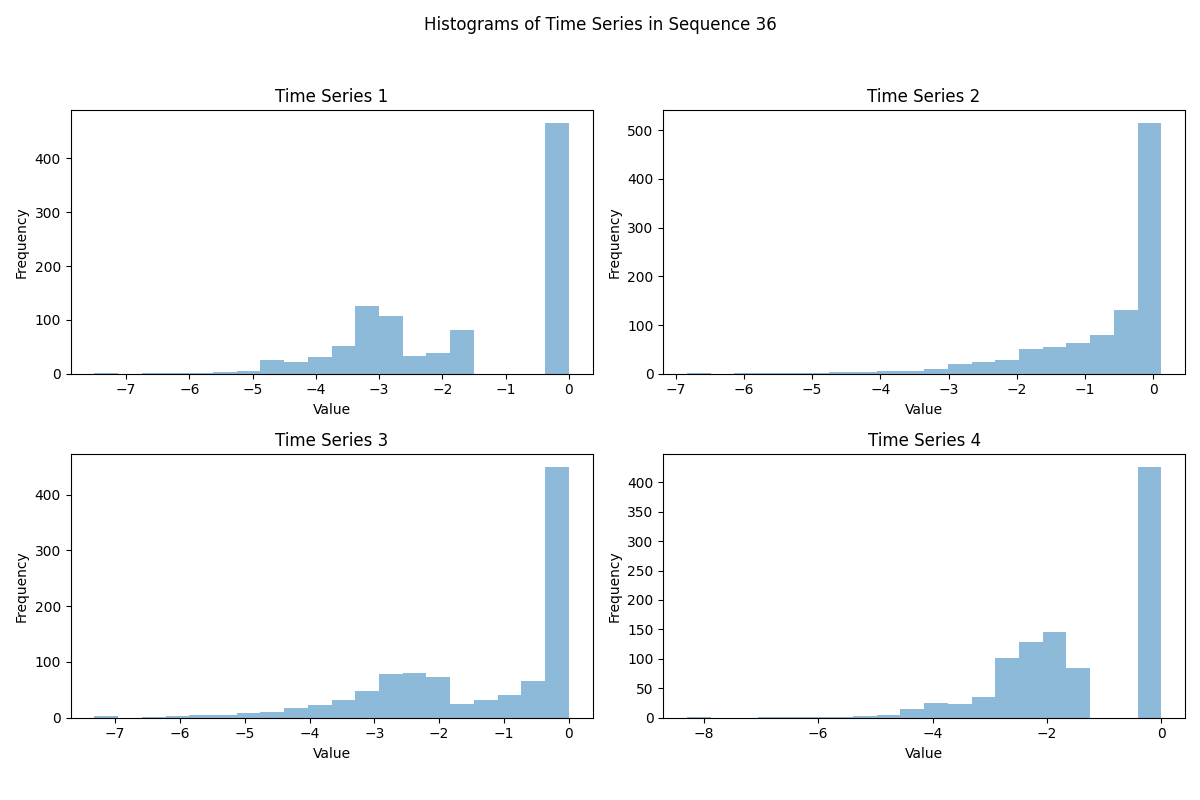 Histograms of Time Series in Sequence 36
Time Series 1
Frequency
400
300
200
100
0
−7 −6 −5 −4 −3 −2 −1 0
Value
Time Series 2
Frequency
500
400
300
200
100
0
−7 −6 −5 −4 −3 −2 −1 0
Value
Time Series 3
Frequency
400
300
200
100
0
−7 −6 −5 −4 −3 −2 −1 0
Value
Time Series 4
Frequency
400
350
300
250
200
150
100
50
0
−8 −6 −4 −2 0
Value